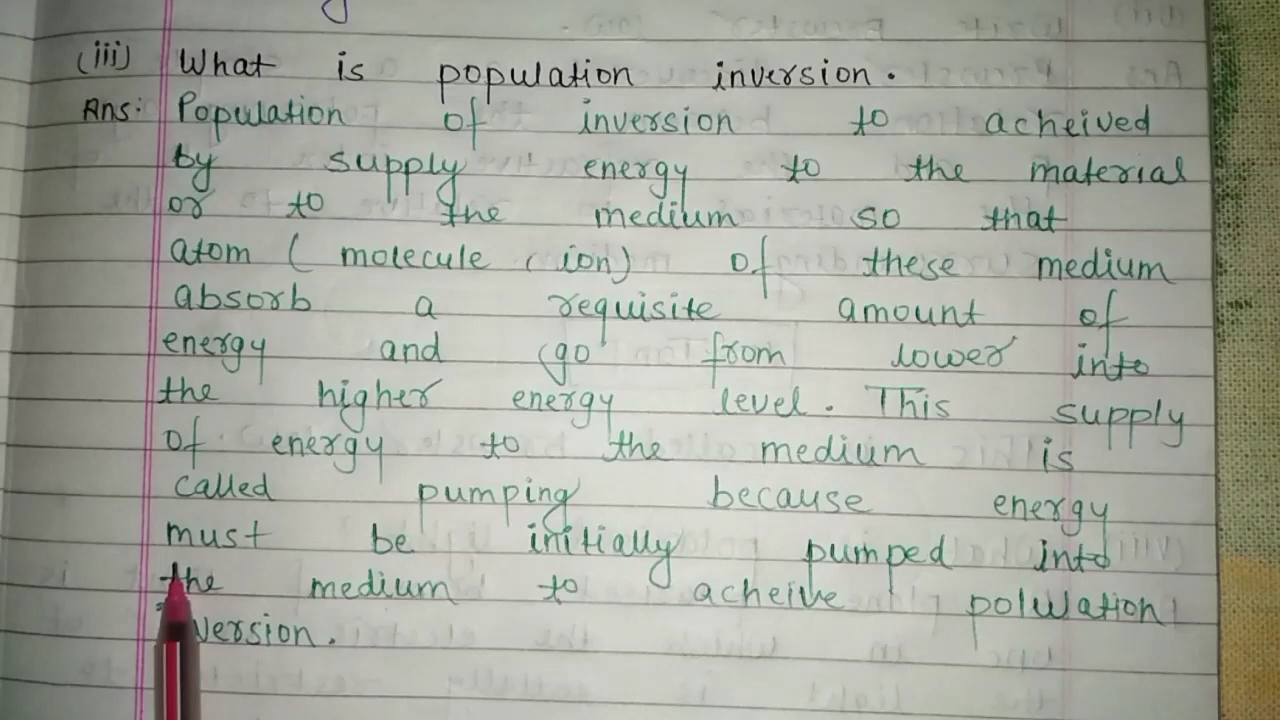 (iii) What is population inversion.
Ans: Population of inversion to acheived
by supply energy to the material
or to the medium so that
atom ( molecule (ion) of these medium
absorb a requisite amount of
energy and (go from lower into
the higher energy level. This supply
of energy to the medium is
called pumping because energy
must be initially pumped into
the medium to acheive polulation
version.